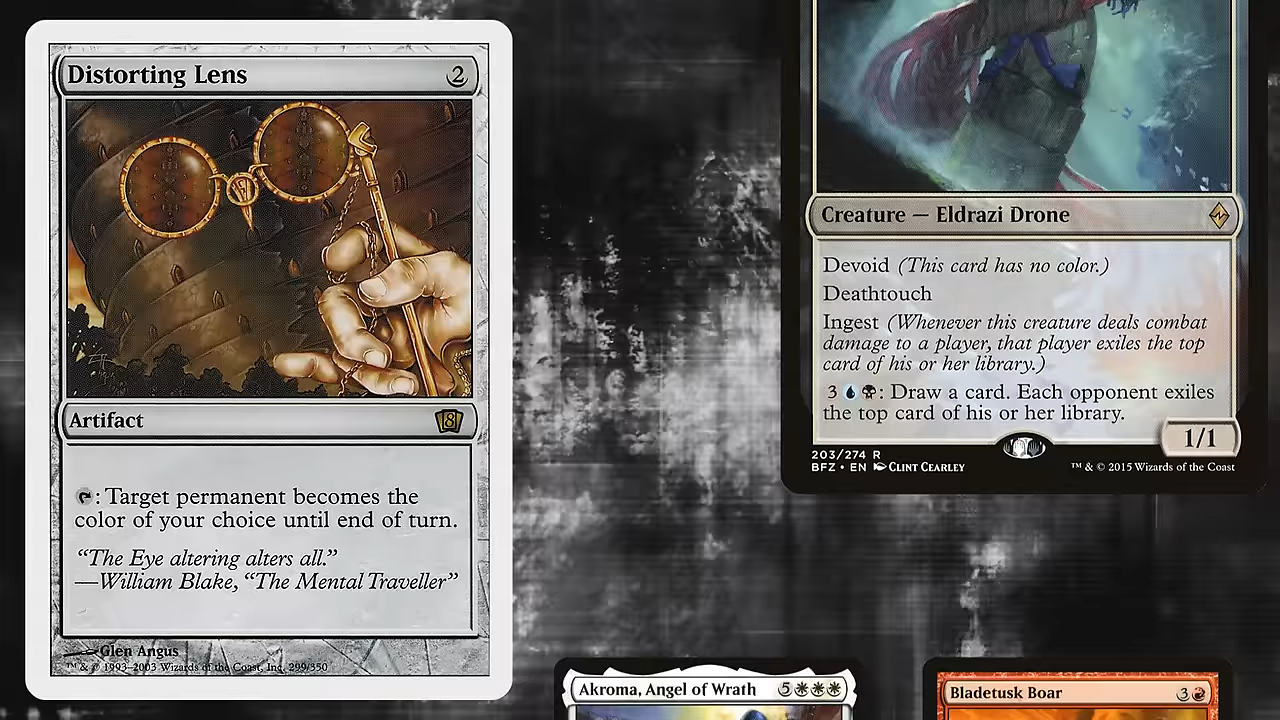 Distorting Lens 2
Artifact
8
: Target permanent becomes the
color of your choice until end of turn.
“The Eye altering alters all.”
—William Blake, “The Mental Traveller”
Glen Angus
™ & © 1993–2003 Wizards of the Coast, Inc. 299/350
Creature — Eldrazi Drone
Devoid (This card has no color.)
Deathtouch
Ingest (Whenever this creature deals combat
damage to a player, that player exiles the top
card of his or her library.)
3 : Draw a card. Each opponent exiles
the top card of his or her library.
1/1
203/274 R
BFZ • EN Clint Cearley
™ & © 2015 Wizards of the Coast
Akroma, Angel of Wrath 5
Bladetusk Boar 3